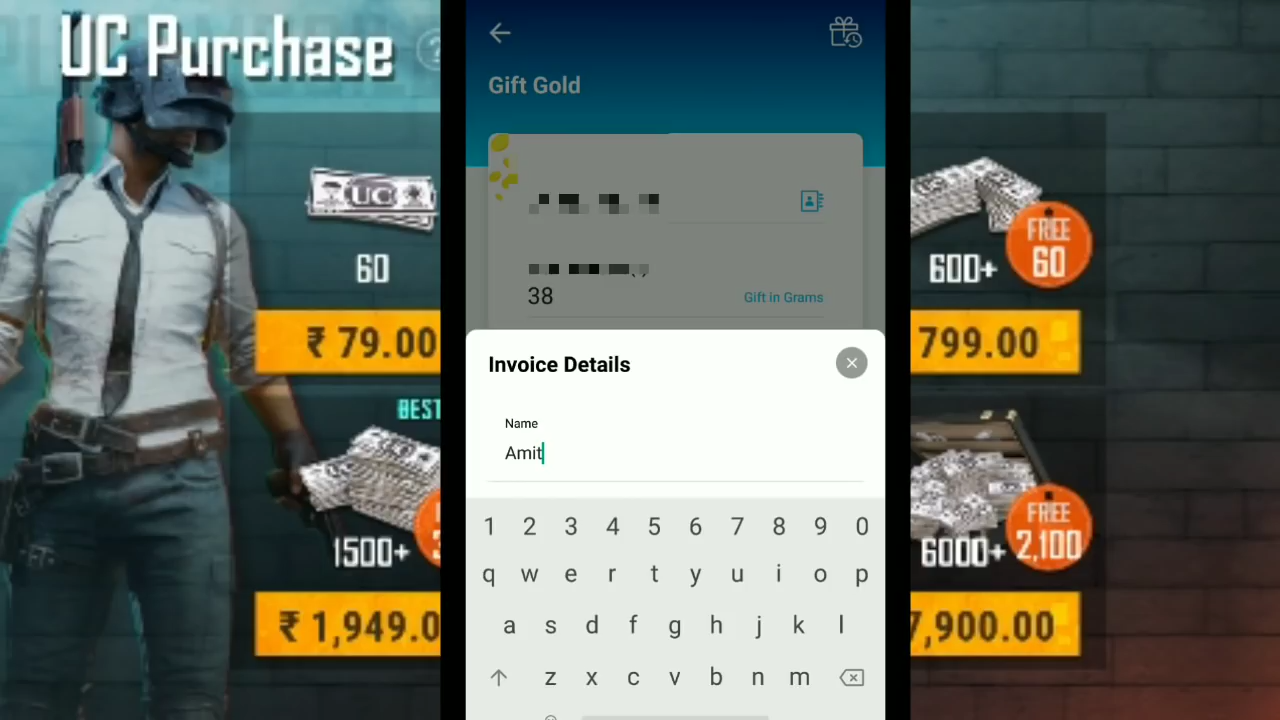 UC Purchase
?
UC
60
₹ 79.00
BEST
1500+
₹ 1,949.0
Gift Gold
38
Gift in Grams
Invoice Details
Name
Amit
1 2 3 4 5 6 7 8 9 0
q w e r t y u i o p
a s d f g h j k l
z x c v b n m
600+
FREE
60
799.00
6000+
FREE
2,100
7,900.00